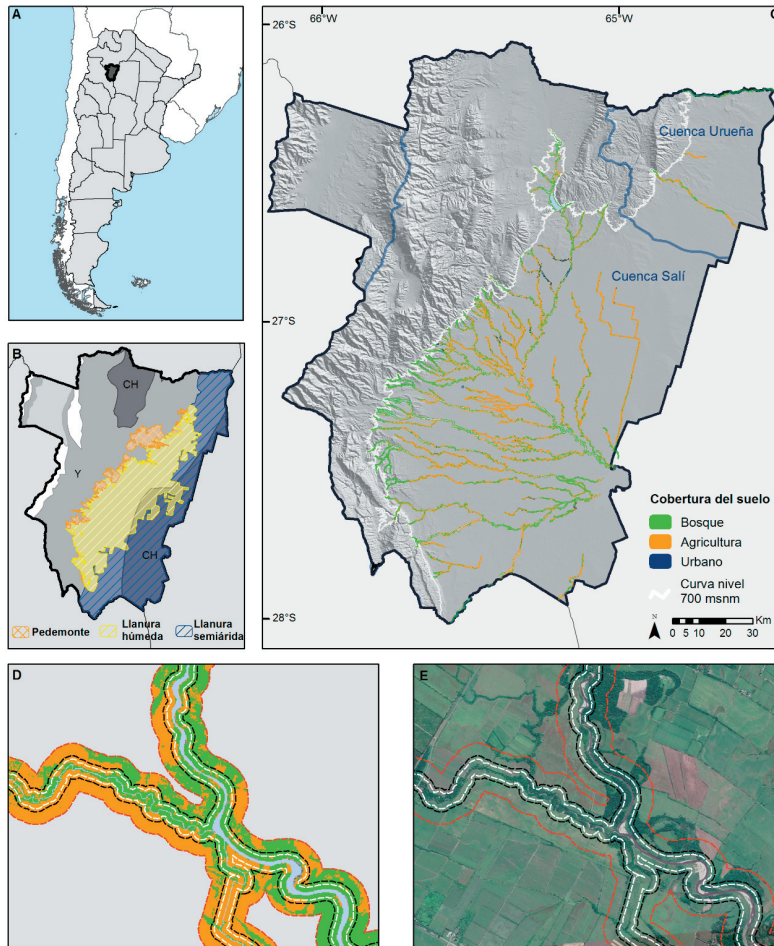 A
B
CH
Y
CH
Pedemonte
Llanura
húmeda
Llanura
semiárida
66°W
65°W
C
26°S
27°S
28°S
Cuenca Urueña
Cuenca Salí
Cobertura del suelo
Bosque
Agricultura
Urbano
Curva nivel
700 msnm
N
Km
0 5 10 20 30
D
E